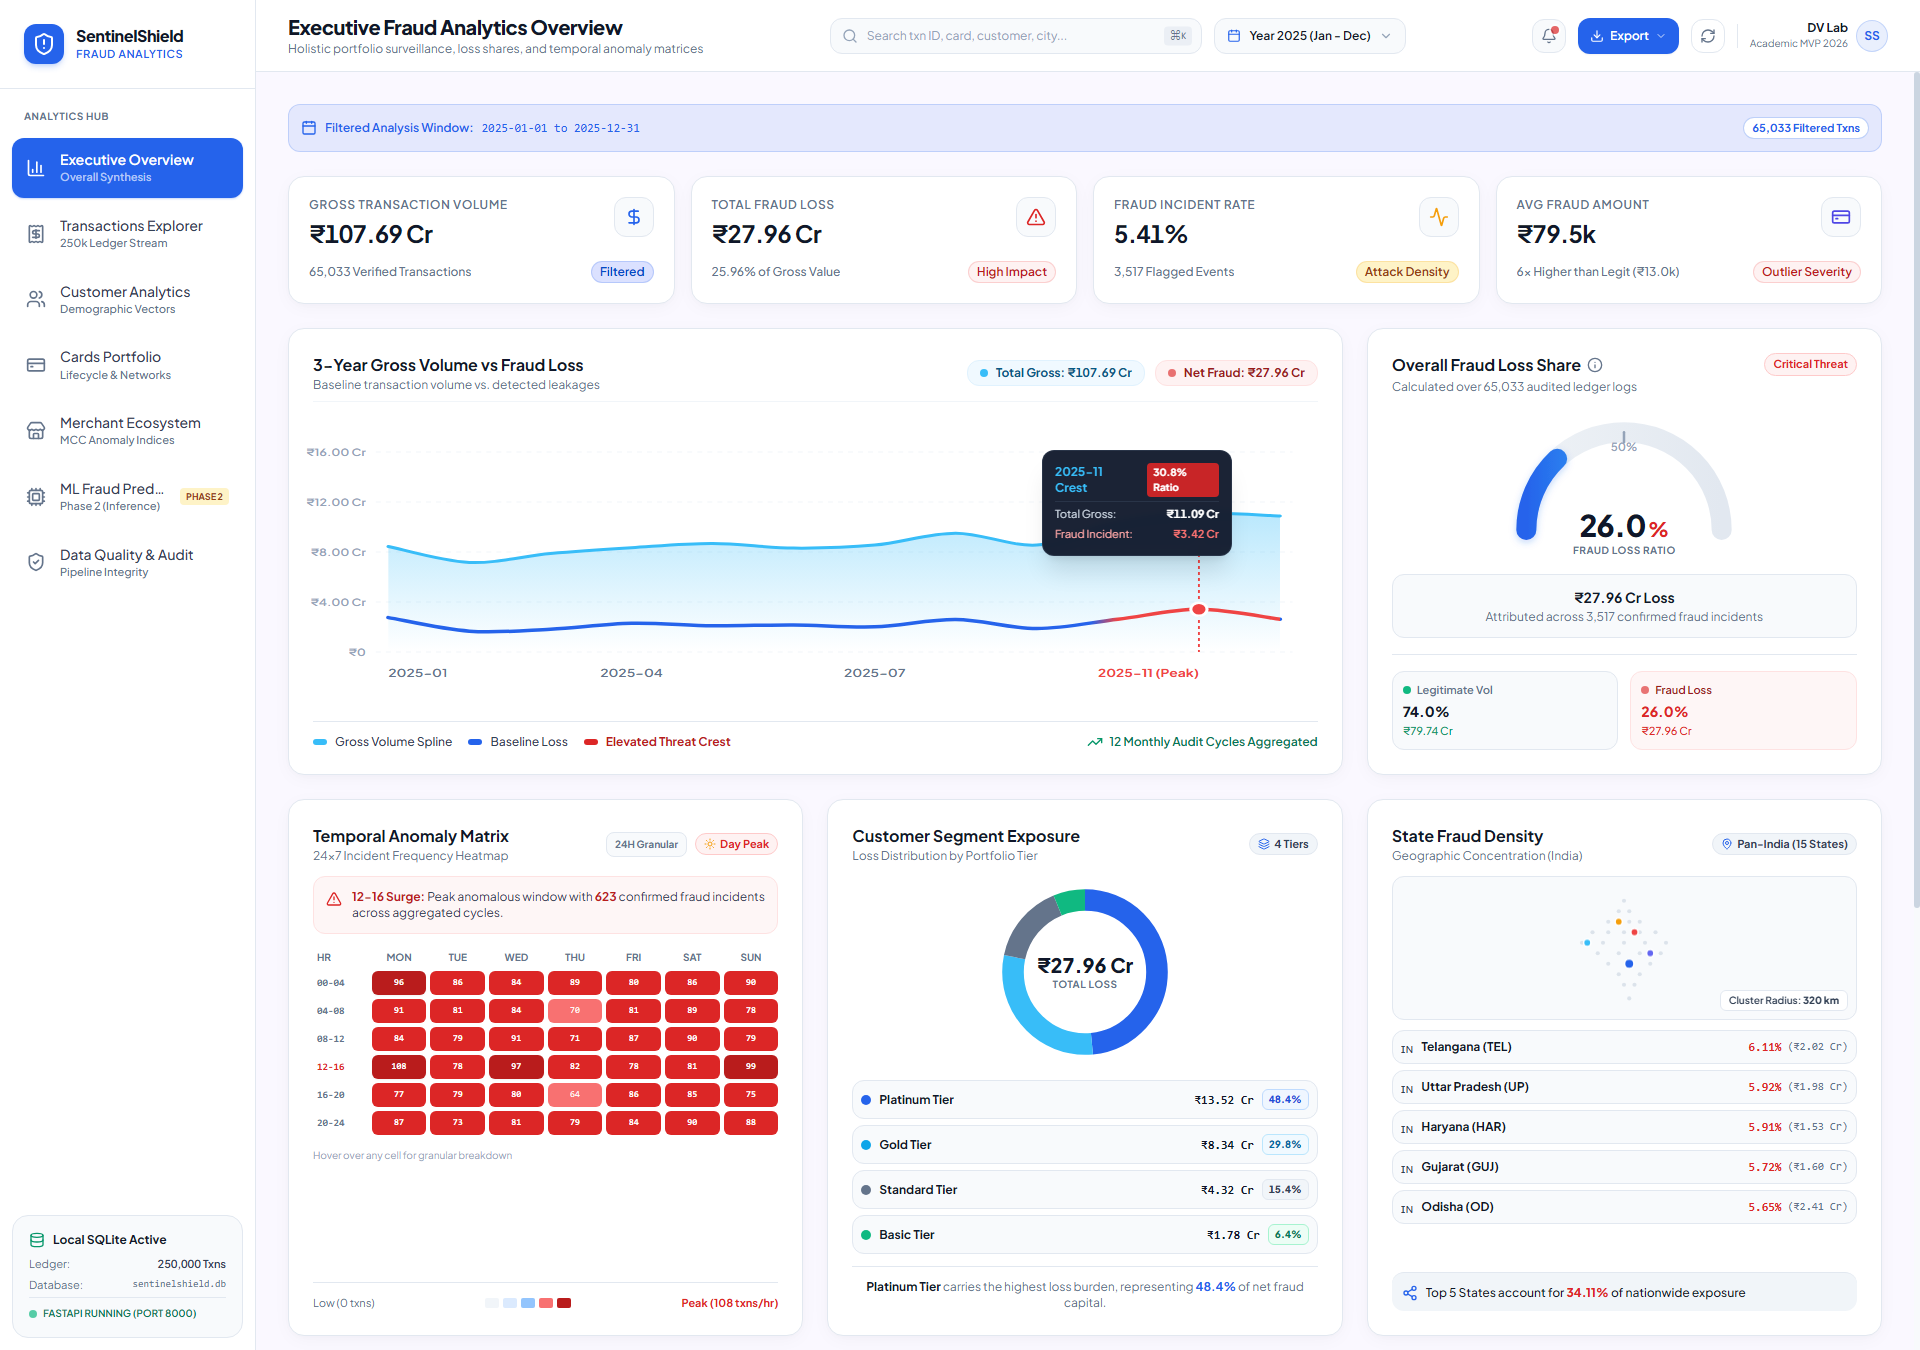 SentinelShield
FRAUD ANALYTICS
ANALYTICS HUB
Executive Overview
Overall Synthesis
Transactions Explorer
250k Ledger Stream
Customer Analytics
Demographic Vectors
Cards Portfolio
Lifecycle & Networks
Merchant Ecosystem
MCC Anomaly Indices
ML Fraud Pred...
PHASE 2
Phase 2 (Inference)
Data Quality & Audit
Pipeline Integrity
Local SQLite Active
Ledger: 250,000 Txns
Database: sentinelshield.db
FASTAPI RUNNING (PORT 8000)
Executive Fraud Analytics Overview
Holistic portfolio surveillance, loss shares, and temporal anomaly matrices
Search txn ID, card, customer, city...
⌘K
Year 2025 (Jan – Dec)
Export
DV Lab
Academic MVP 2026
SS
Filtered Analysis Window: 2025-01-01 to 2025-12-31
65,033 Filtered Txns
GROSS TRANSACTION VOLUME
₹107.69 Cr
65,033 Verified Transactions
Filtered
TOTAL FRAUD LOSS
₹27.96 Cr
25.96% of Gross Value
High Impact
FRAUD INCIDENT RATE
5.41%
3,517 Flagged Events
Attack Density
AVG FRAUD AMOUNT
₹79.5k
6x Higher than Legit (₹13.0k)
Outlier Severity
3-Year Gross Volume vs Fraud Loss
Baseline transaction volume vs. detected leakages
Total Gross: ₹107.69 Cr
Net Fraud: ₹27.96 Cr
₹16.00 Cr
₹12.00 Cr
₹8.00 Cr
₹4.00 Cr
₹0
2025-11 Crest
30.8% Ratio
Total Gross: ₹11.09 Cr
Fraud Incident: ₹3.42 Cr
2025-01
2025-04
2025-07
2025-11 (Peak)
Gross Volume Spline
Baseline Loss
Elevated Threat Crest
12 Monthly Audit Cycles Aggregated
Overall Fraud Loss Share
Critical Threat
Calculated over 65,033 audited ledger logs
50%
26.0%
FRAUD LOSS RATIO
₹27.96 Cr Loss
Attributed across 3,517 confirmed fraud incidents
Legitimate Vol
74.0%
₹79.74 Cr
Fraud Loss
26.0%
₹27.96 Cr
Temporal Anomaly Matrix
24x7 Incident Frequency Heatmap
24H Granular
Day Peak
12-16 Surge: Peak anomalous window with 623 confirmed fraud incidents
across aggregated cycles.
HR MON TUE WED THU FRI SAT SUN
00-04 96 86 84 89 80 86 90
04-08 91 81 84 70 81 89 78
08-12 84 79 91 71 87 90 79
12-16 108 78 97 82 78 81 99
16-20 77 79 80 64 86 85 75
20-24 87 73 81 79 84 90 88
Hover over any cell for granular breakdown
Low (0 txns)
Peak (108 txns/hr)
Customer Segment Exposure
Loss Distribution by Portfolio Tier
4 Tiers
₹27.96 Cr
TOTAL LOSS
Platinum Tier ₹13.52 Cr 48.4%
Gold Tier ₹8.34 Cr 29.8%
Standard Tier ₹4.32 Cr 15.4%
Basic Tier ₹1.78 Cr 6.4%
Platinum Tier carries the highest loss burden, representing 48.4% of net fraud
capital.
State Fraud Density
Geographic Concentration (India)
Pan-India (15 States)
Cluster Radius: 320 km
IN Telangana (TEL) 6.11% (₹2.02 Cr)
IN Uttar Pradesh (UP) 5.92% (₹1.98 Cr)
IN Haryana (HAR) 5.91% (₹1.53 Cr)
IN Gujarat (GUJ) 5.72% (₹1.60 Cr)
IN Odisha (OD) 5.65% (₹2.41 Cr)
Top 5 States account for 34.11% of nationwide exposure